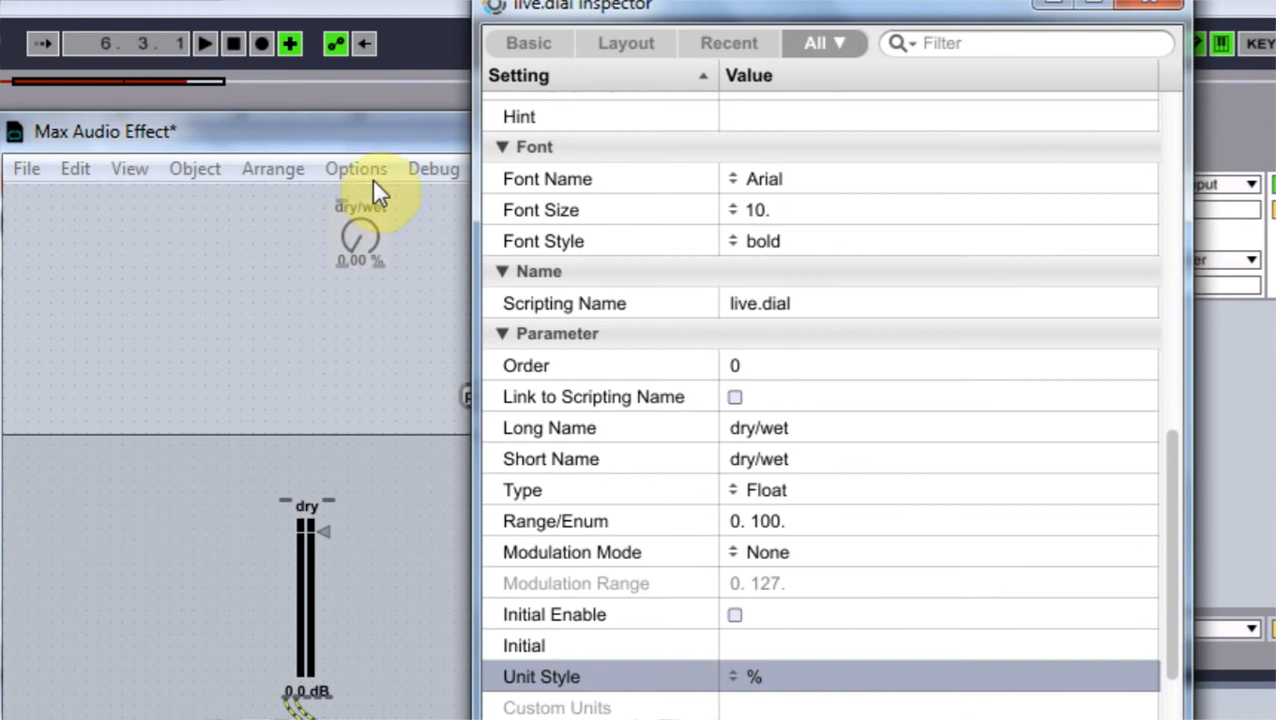 live.dial Inspector
6. 3. 1
KEY
Basic Layout Recent All ▼ Filter
Setting Value
Max Audio Effect*
File Edit View Object Arrange Options Debug
dry/wet
0.00 %
dry
0.0 dB
Hint
▼ Font
Font Name Arial
Font Size 10.
Font Style bold
▼ Name
Scripting Name live.dial
▼ Parameter
Order 0
Link to Scripting Name
Long Name dry/wet
Short Name dry/wet
Type Float
Range/Enum 0. 100.
Modulation Mode None
Modulation Range 0. 127.
Initial Enable
Initial
Unit Style %
Custom Units